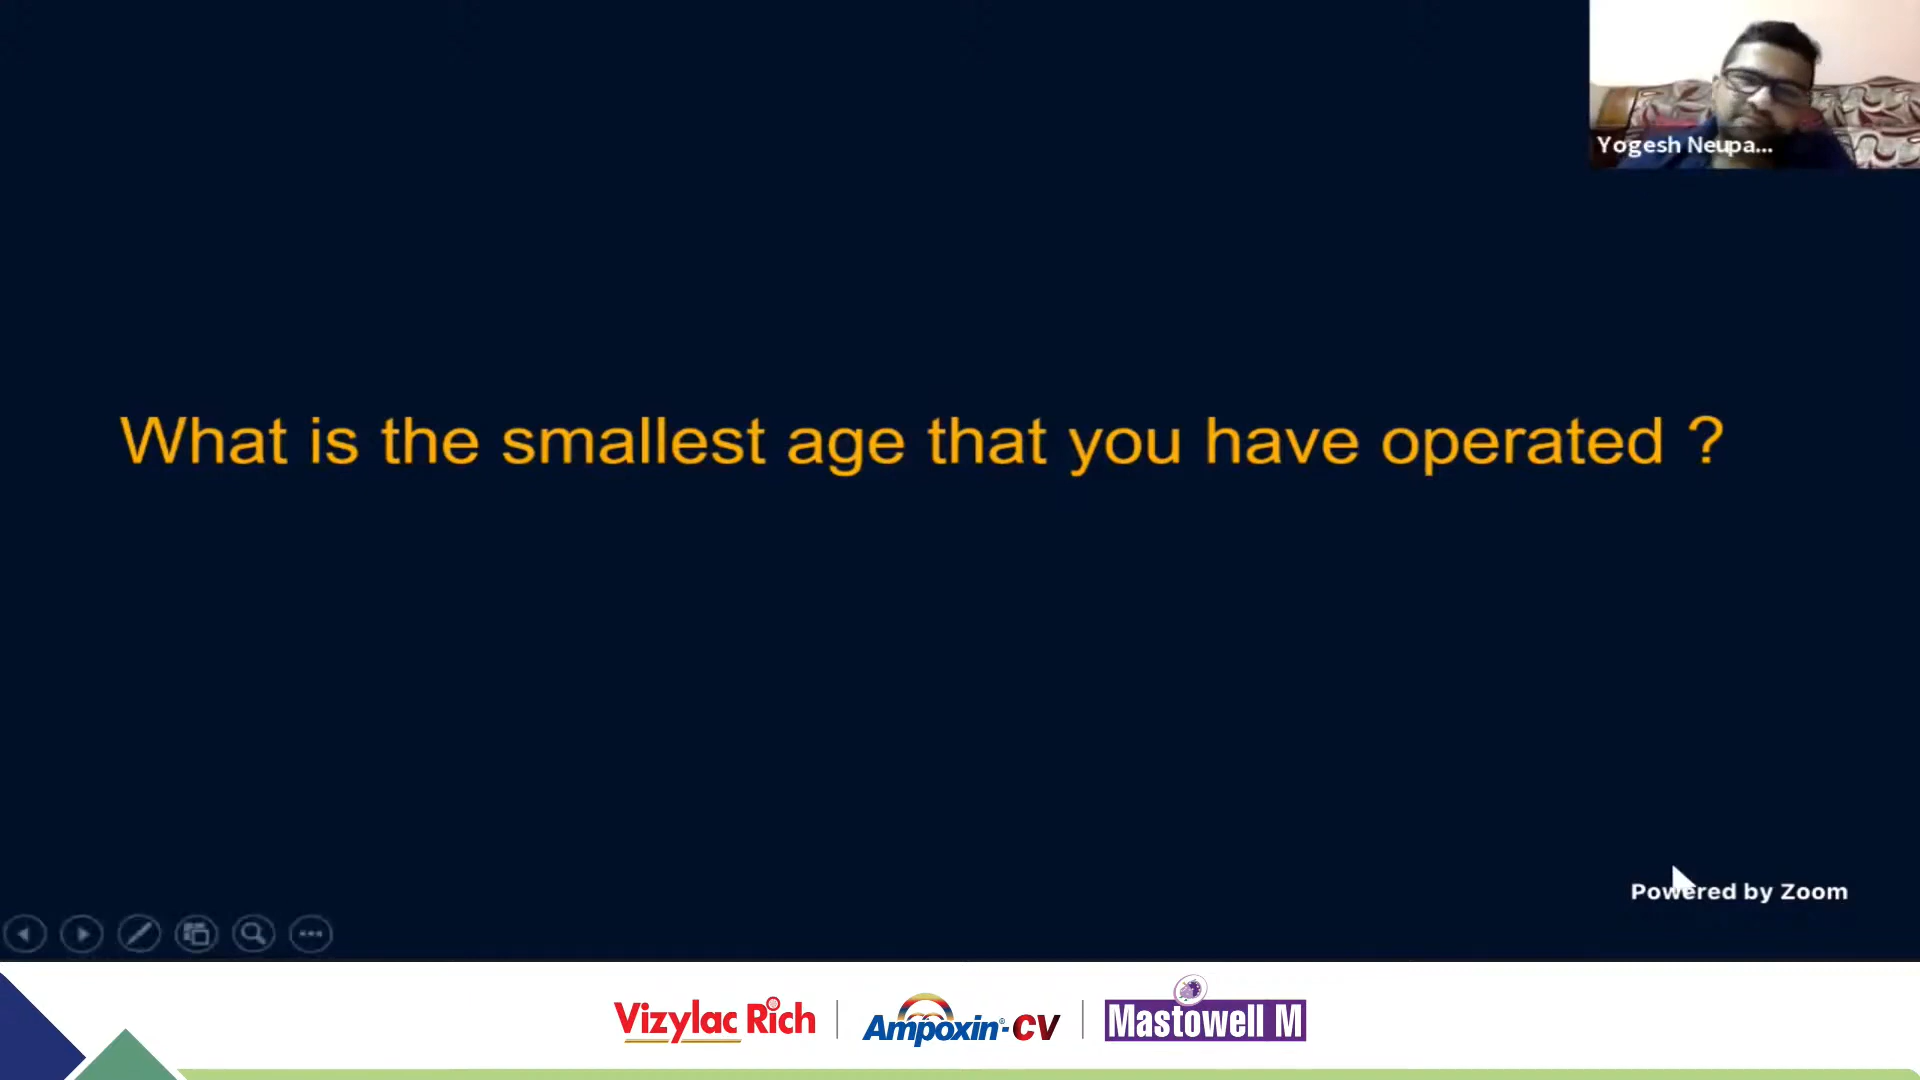 Yogesh Neupa...
What is the smallest age that you have operated ?
Powered by Zoom
Vizylac Rich
Ampoxin®-CV
Mastowell M